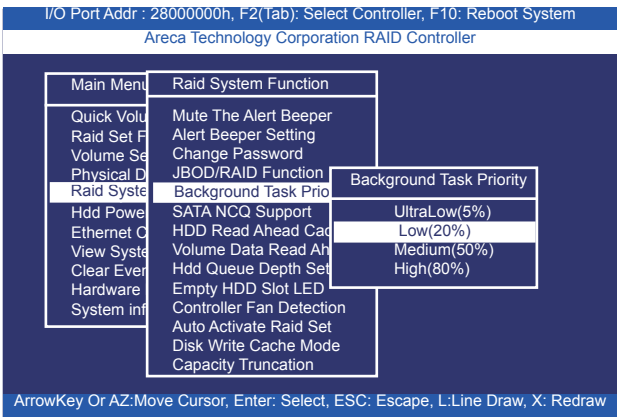 I/O Port Addr : 28000000h, F2(Tab): Select Controller, F10: Reboot System
Areca Technology Corporation RAID Controller
Main Menu
Quick Volu
Raid Set F
Volume Se
Physical D
Raid Syste
Hdd Powe
Ethernet C
View Syste
Clear Even
Hardware
System inf
Raid System Function
Mute The Alert Beeper
Alert Beeper Setting
Change Password
JBOD/RAID Function
Background Task Prio
SATA NCQ Support
HDD Read Ahead Cac
Volume Data Read Ah
Hdd Queue Depth Set
Empty HDD Slot LED
Controller Fan Detection
Auto Activate Raid Set
Disk Write Cache Mode
Capacity Truncation
Background Task Priority
UltraLow(5%)
Low(20%)
Medium(50%)
High(80%)
ArrowKey Or AZ:Move Cursor, Enter: Select, ESC: Escape, L:Line Draw, X: Redraw